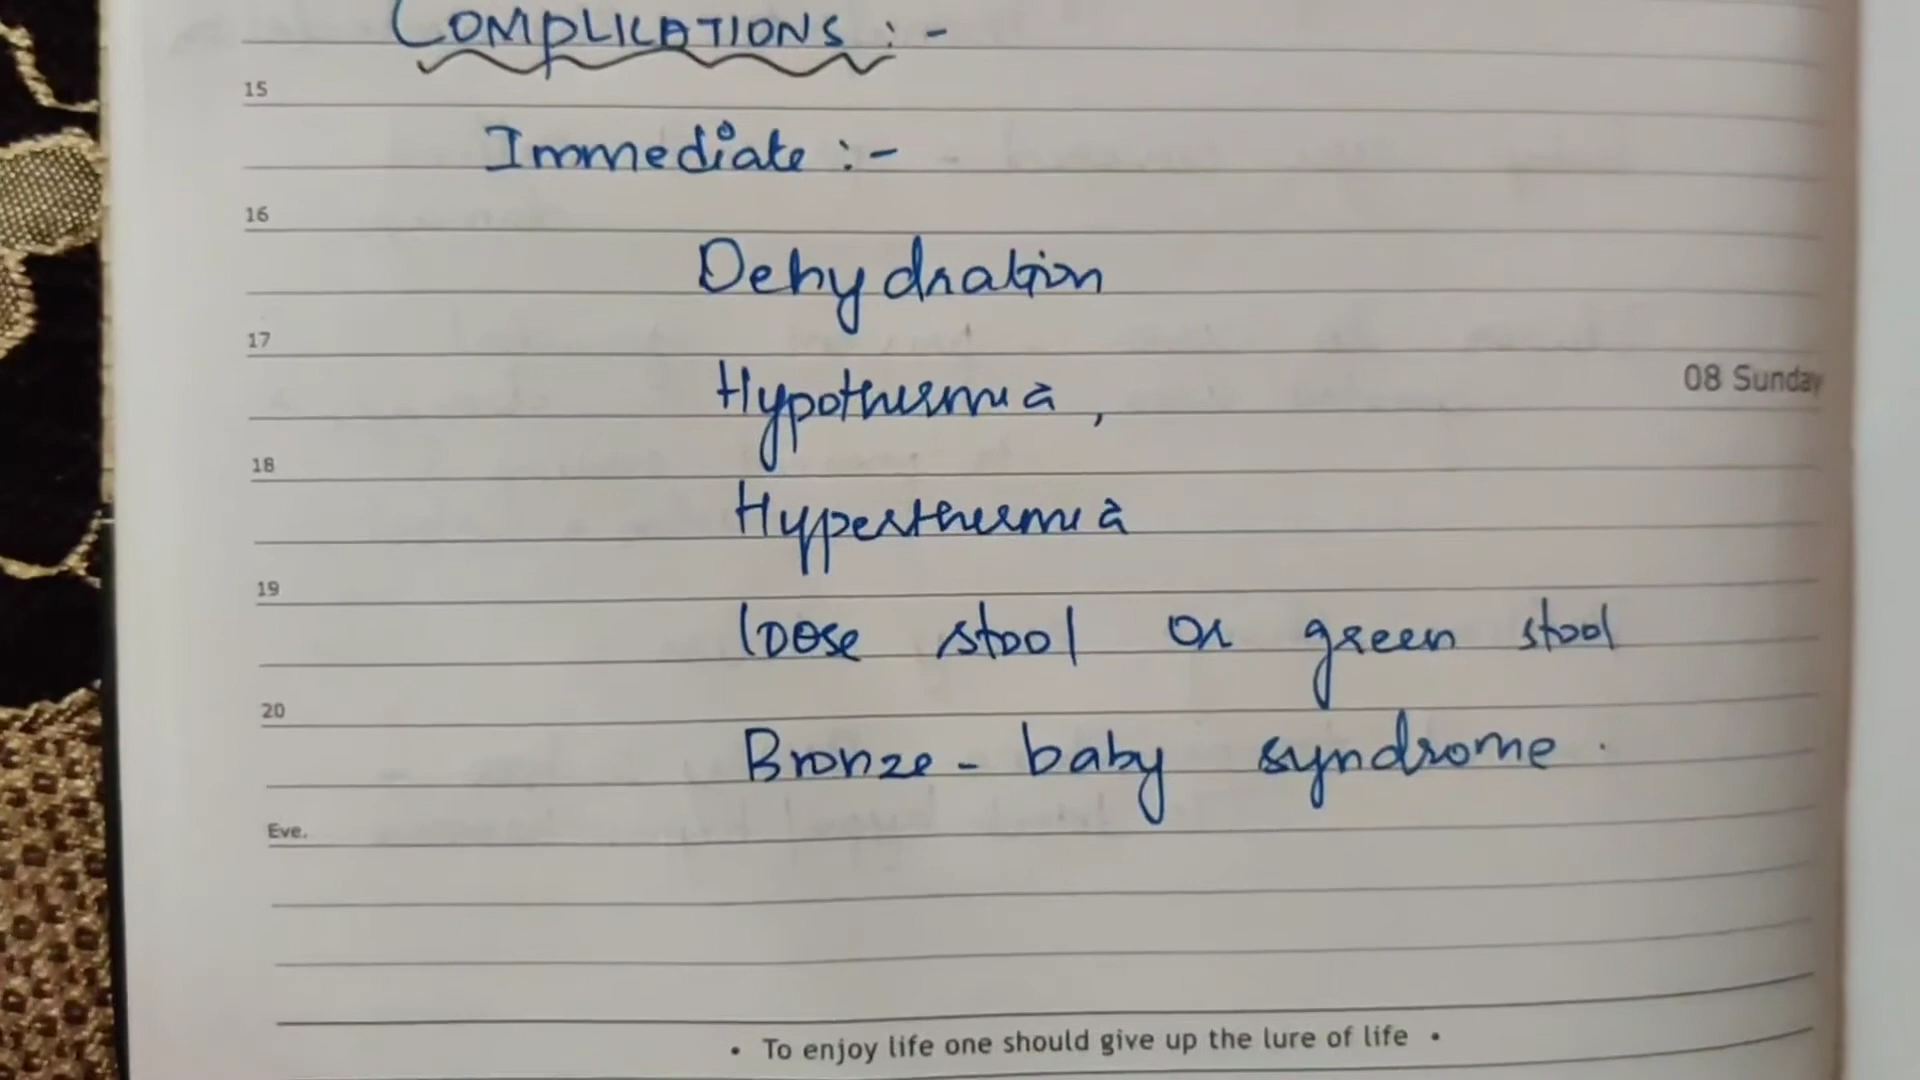 COMPLICATIONS :-
15
Immediate :-
16
Dehydration
17
Hypothermia,
08 Sunday
18
Hyperthermia
19
loose stool or green stool
20
Bronze - baby syndrome.
Eve.
• To enjoy life one should give up the lure of life •